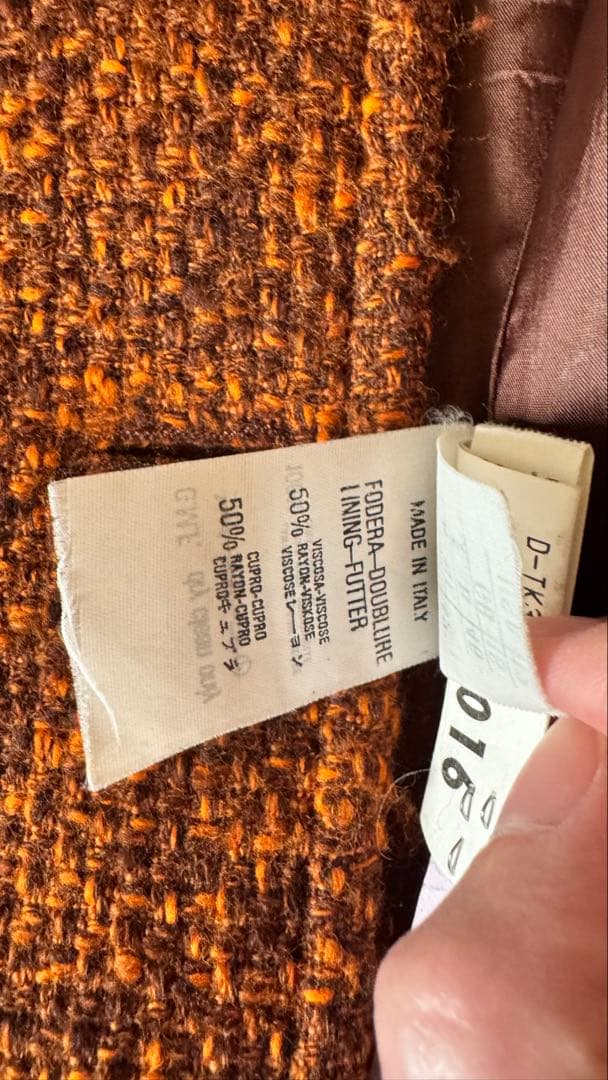 MADE IN ITALY
FODERA-DOUBLURE
LINING-FUTTER
VISCOSA-VISCOSE
50% RAYON-VISKOSE
VISCOSEレーヨン
CUPRO-CUPRO
50% RAYON-CUPRO
CUPROキュプラ
D-TK
016